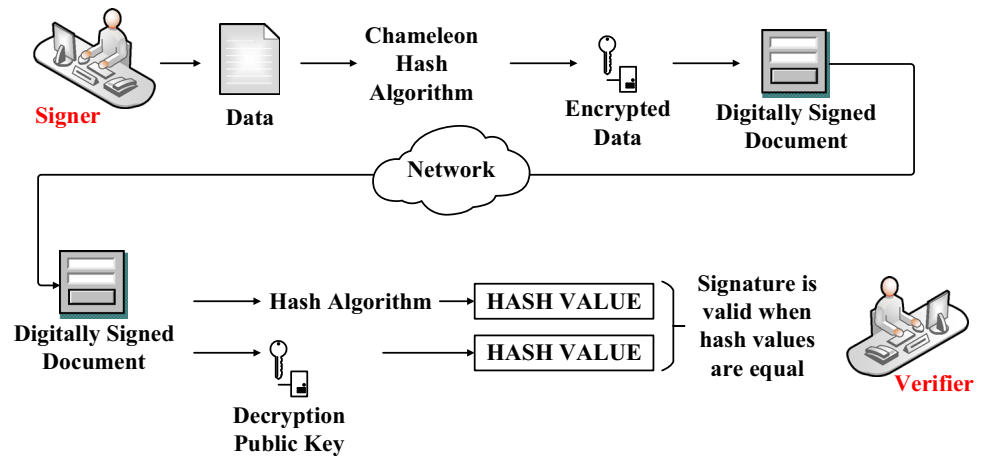 Signer
Data
Chameleon
Hash
Algorithm
Encrypted
Data
Digitally Signed
Document
Network
Digitally Signed
Document
Hash Algorithm
HASH VALUE
Decryption
Public Key
HASH VALUE
Signature is
valid when
hash values
are equal
Verifier